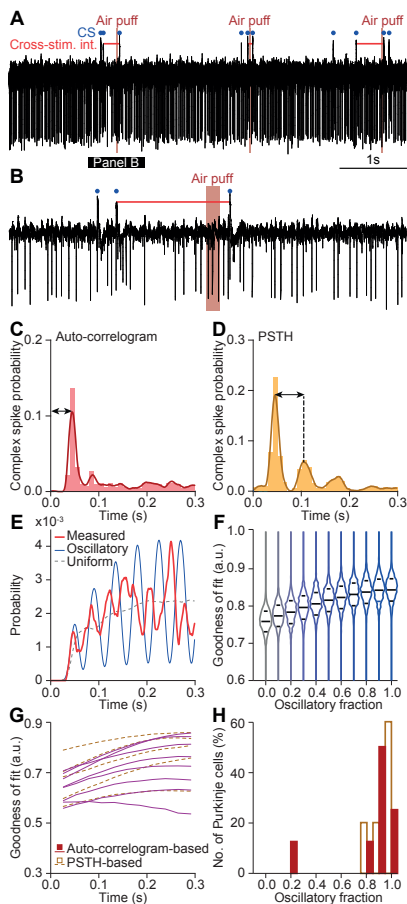 A
Air puff
Air puff
Air puff
CS
Cross-stim. int.
Panel B
1s
B
Air puff
C
Auto-correlogram
Complex spike probability
0.2
0.1
0.0
0.0 0.1 0.2 0.3
Time (s)
D
PSTH
Complex spike probability
0.3
0.2
0.1
0.0
0.0 0.1 0.2 0.3
Time (s)
E
x10-3
Measured
Oscillatory
Uniform
Probability
4
2
0
0.0 0.1 0.2 0.3
Time (s)
F
Goodness of fit (a.u.)
1.0
0.9
0.8
0.7
0.6
0.0 0.2 0.4 0.6 0.8 1.0
Oscillatory fraction
G
Goodness of fit (a.u.)
0.9
0.7
0.5
0.3
Auto-correlogram-based
PSTH-based
0.0 0.1 0.2 0.3
Time (s)
H
No. of Purkinje cells (%)
60
40
20
0
0.0 0.2 0.4 0.6 0.8 1.0
Oscillatory fraction